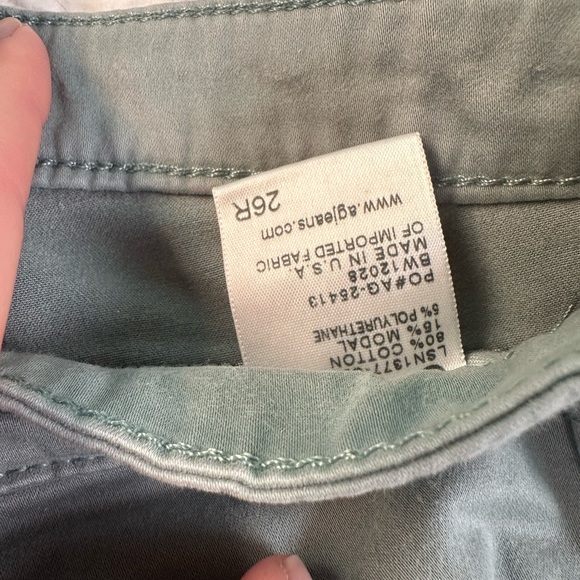 80% COTTON
15% MODAL
5% POLYURETHANE
PO#AG-25413
BW12028
MADE IN U.S.A.
OF IMPORTED FABRIC
www.agjeans.com
26R